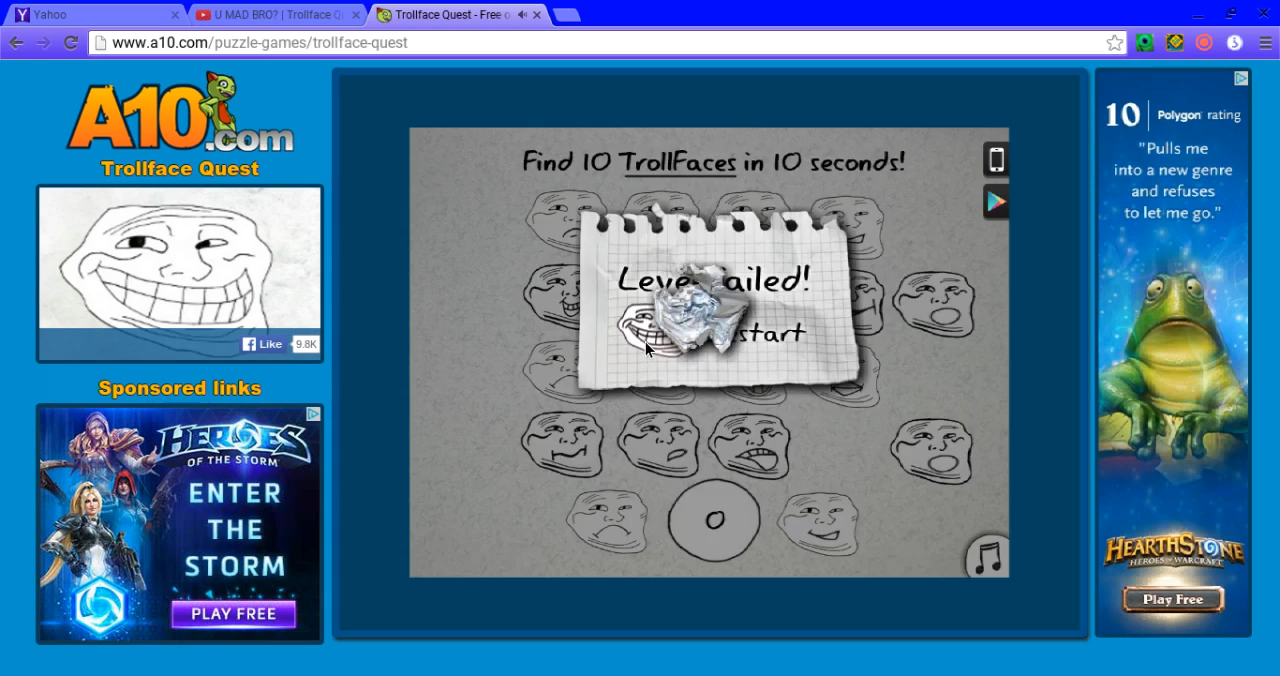 Yahoo
U MAD BRO? | Trollface Q
Trollface Quest - Free o
www.a10.com/puzzle-games/trollface-quest
A10.com
Trollface Quest
Like 9.8K
Sponsored links
HEROES
OF THE STORM
ENTER
THE
STORM
PLAY FREE
Find 10 TrollFaces in 10 seconds!
Leve ailed!
start
0
10 Polygon rating
"Pulls me
into a new genre
and refuses
to let me go."
HEARTHSTONE
HEROES OF WARCRAFT
Play Free